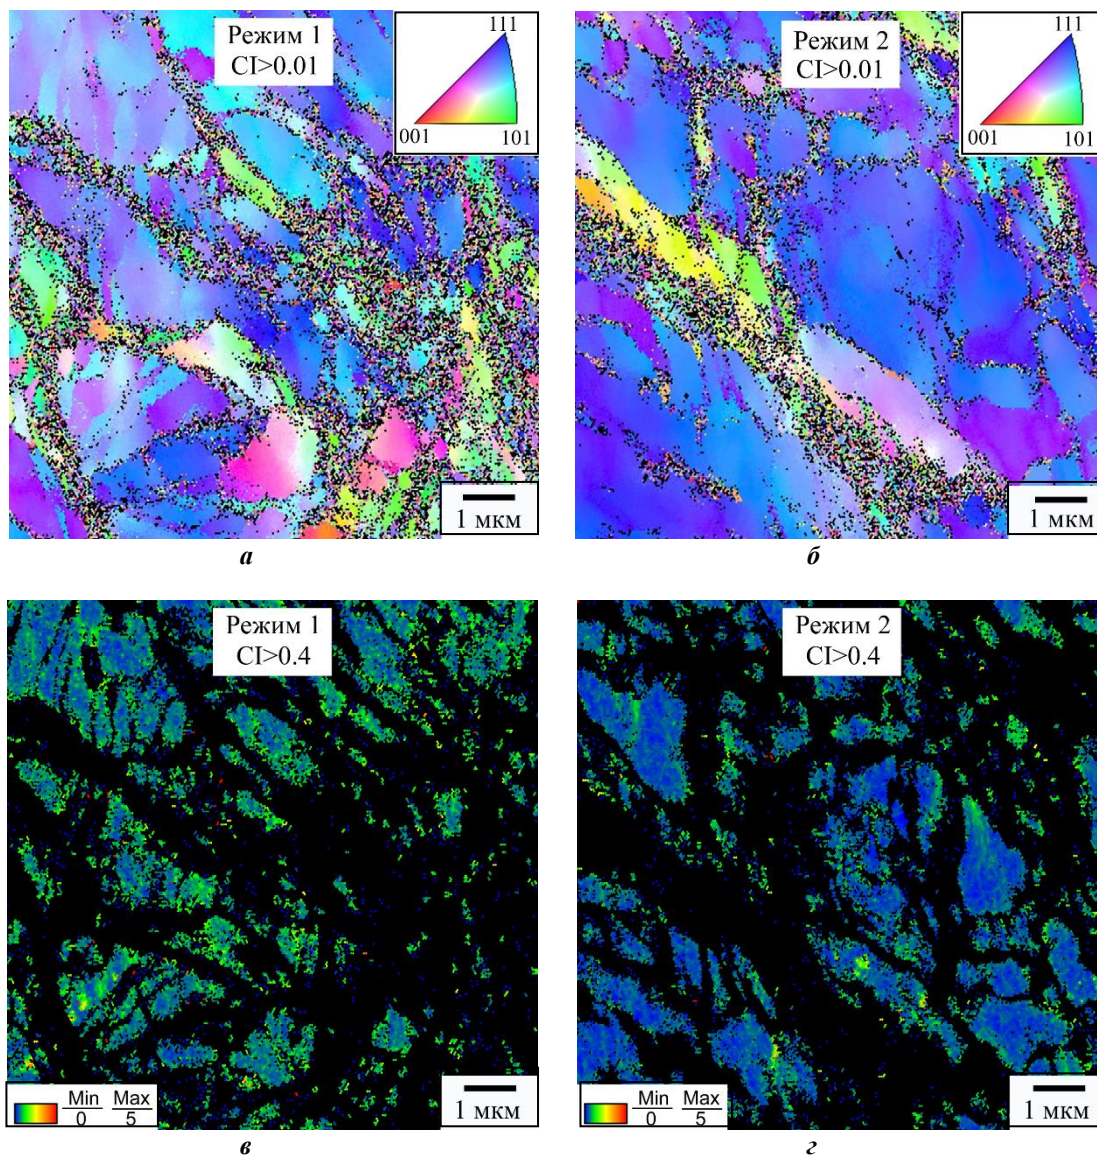 Режим 1
CI>0.01
111
001
101
1 мкм
а
Режим 2
CI>0.01
111
001
101
1 мкм
б
Режим 1
CI>0.4
Min Max
0 5
1 мкм
в
Режим 2
CI>0.4
Min Max
0 5
1 мкм
г